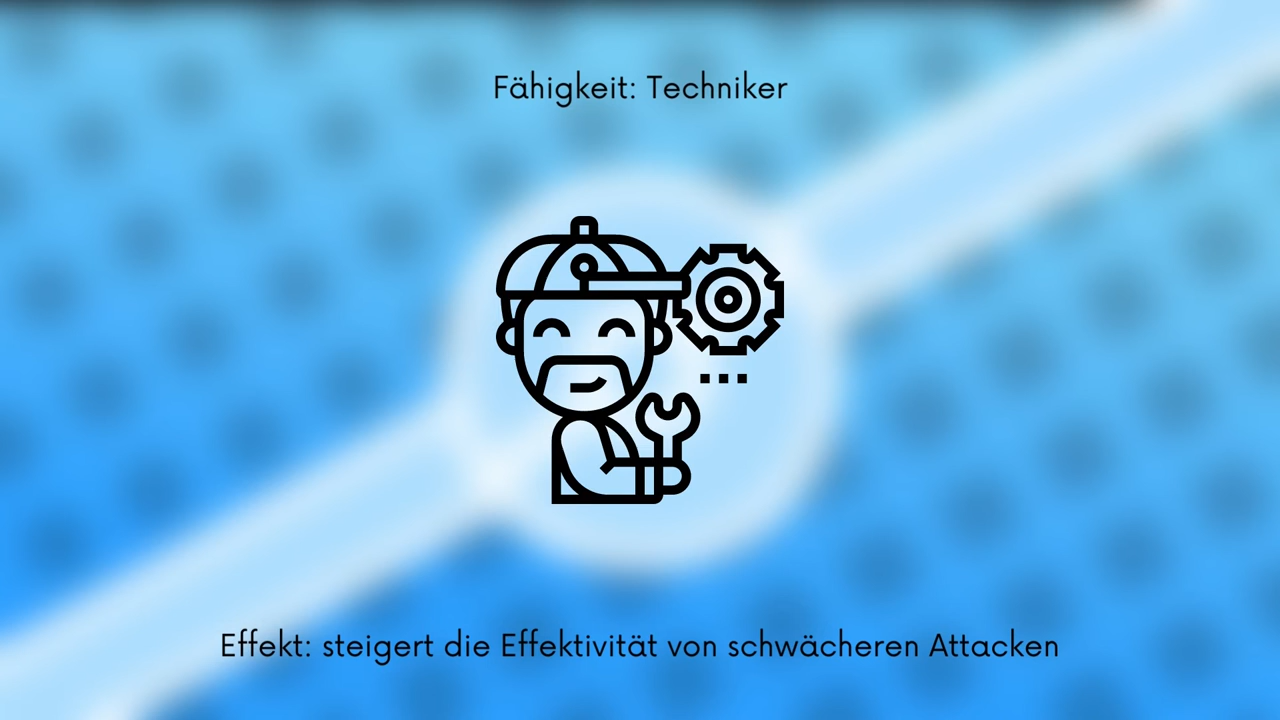 Fähigkeit: Techniker
Effekt: steigert die Effektivität von schwächeren Attacken